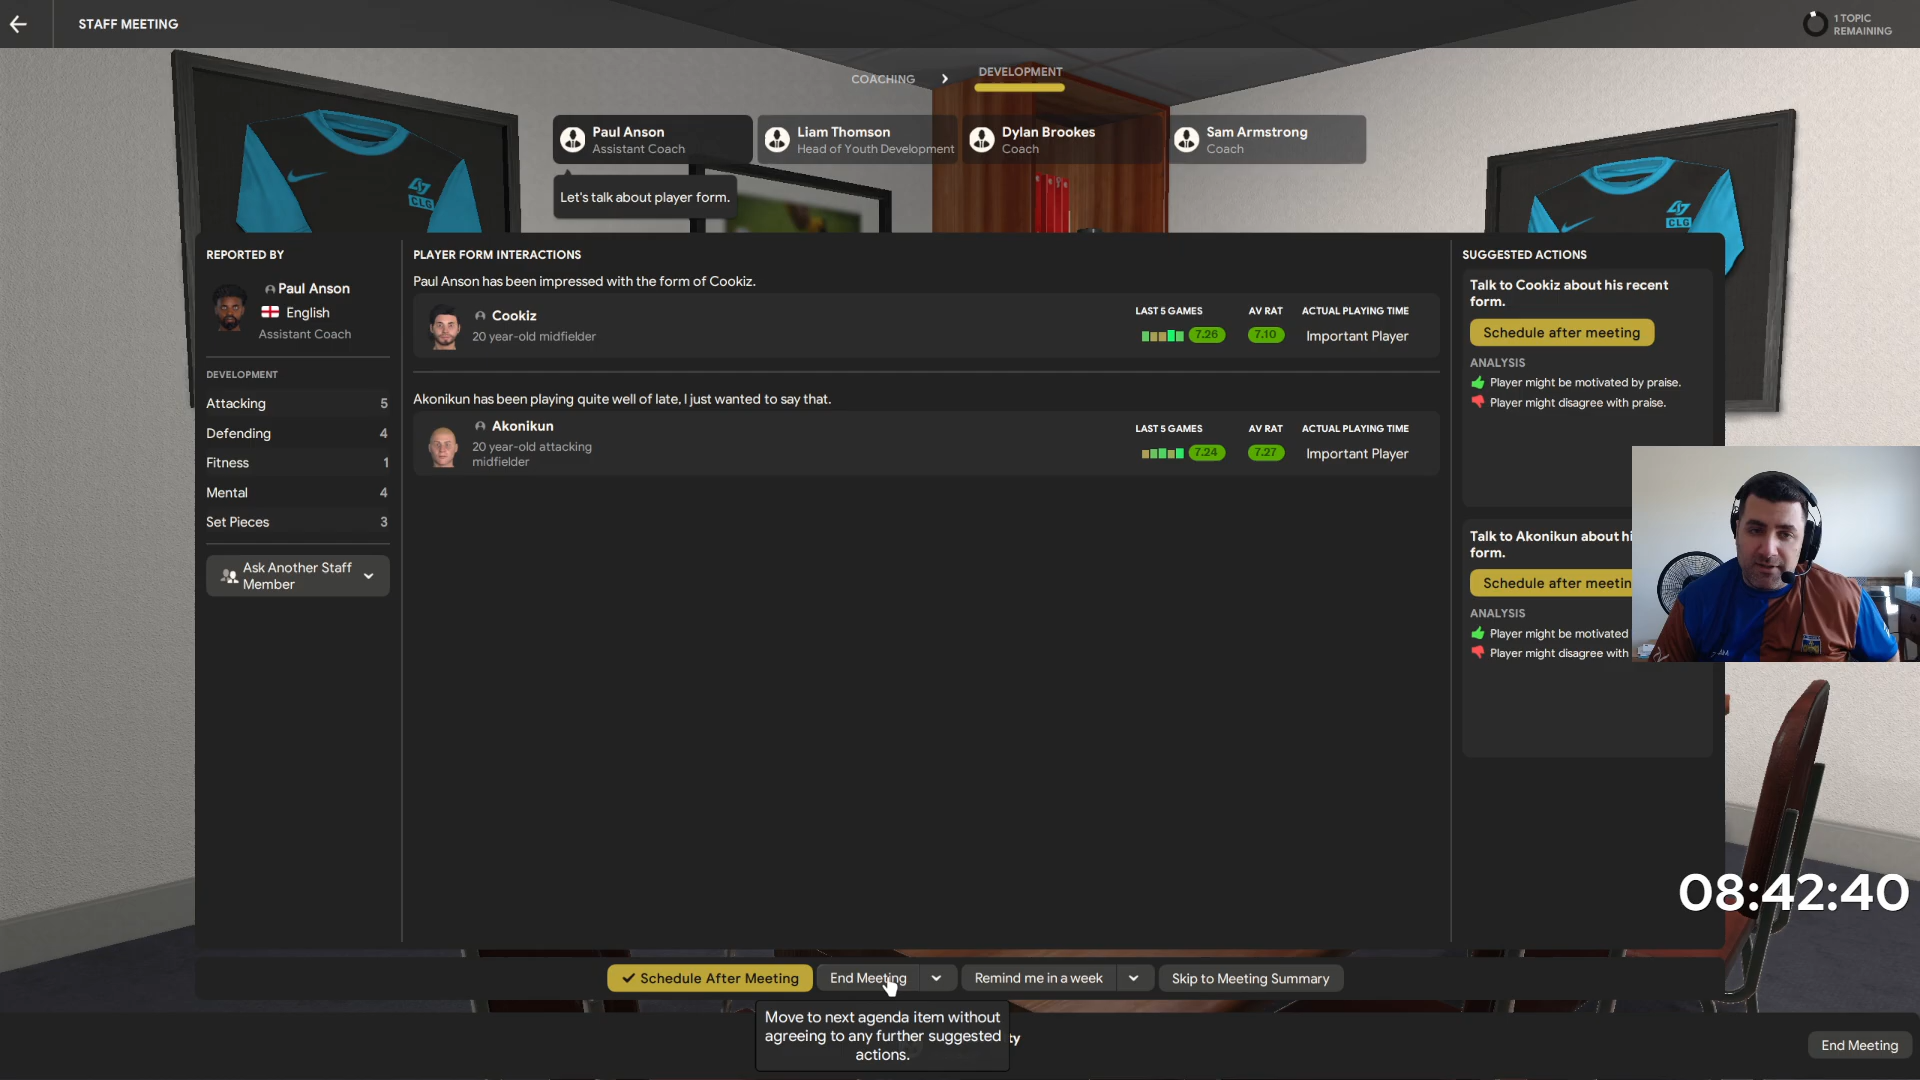 STAFF MEETING
1 TOPIC
REMAINING
COACHING
DEVELOPMENT
Paul Anson
Assistant Coach
Liam Thomson
Head of Youth Development
Dylan Brookes
Coach
Sam Armstrong
Coach
Let's talk about player form.
CLG
CLG
REPORTED BY
Paul Anson
English
Assistant Coach
DEVELOPMENT
Attacking 5
Defending 4
Fitness 1
Mental 4
Set Pieces 3
Ask Another Staff
Member
PLAYER FORM INTERACTIONS
Paul Anson has been impressed with the form of Cookiz.
Cookiz
20 year-old midfielder
LAST 5 GAMES AV RAT ACTUAL PLAYING TIME
7.26 7.10 Important Player
Akonikun has been playing quite well of late, I just wanted to say that.
Akonikun
20 year-old attacking
midfielder
LAST 5 GAMES AV RAT ACTUAL PLAYING TIME
7.24 7.27 Important Player
SUGGESTED ACTIONS
Talk to Cookiz about his recent
form.
Schedule after meeting
ANALYSIS
Player might be motivated by praise.
Player might disagree with praise.
Talk to Akonikun about hi
form.
Schedule after meetin
ANALYSIS
Player might be motivated
Player might disagree with
08:42:40
Schedule After Meeting
End Meeting
Remind me in a week
Skip to Meeting Summary
Move to next agenda item without
agreeing to any further suggested
actions.
ty
End Meeting